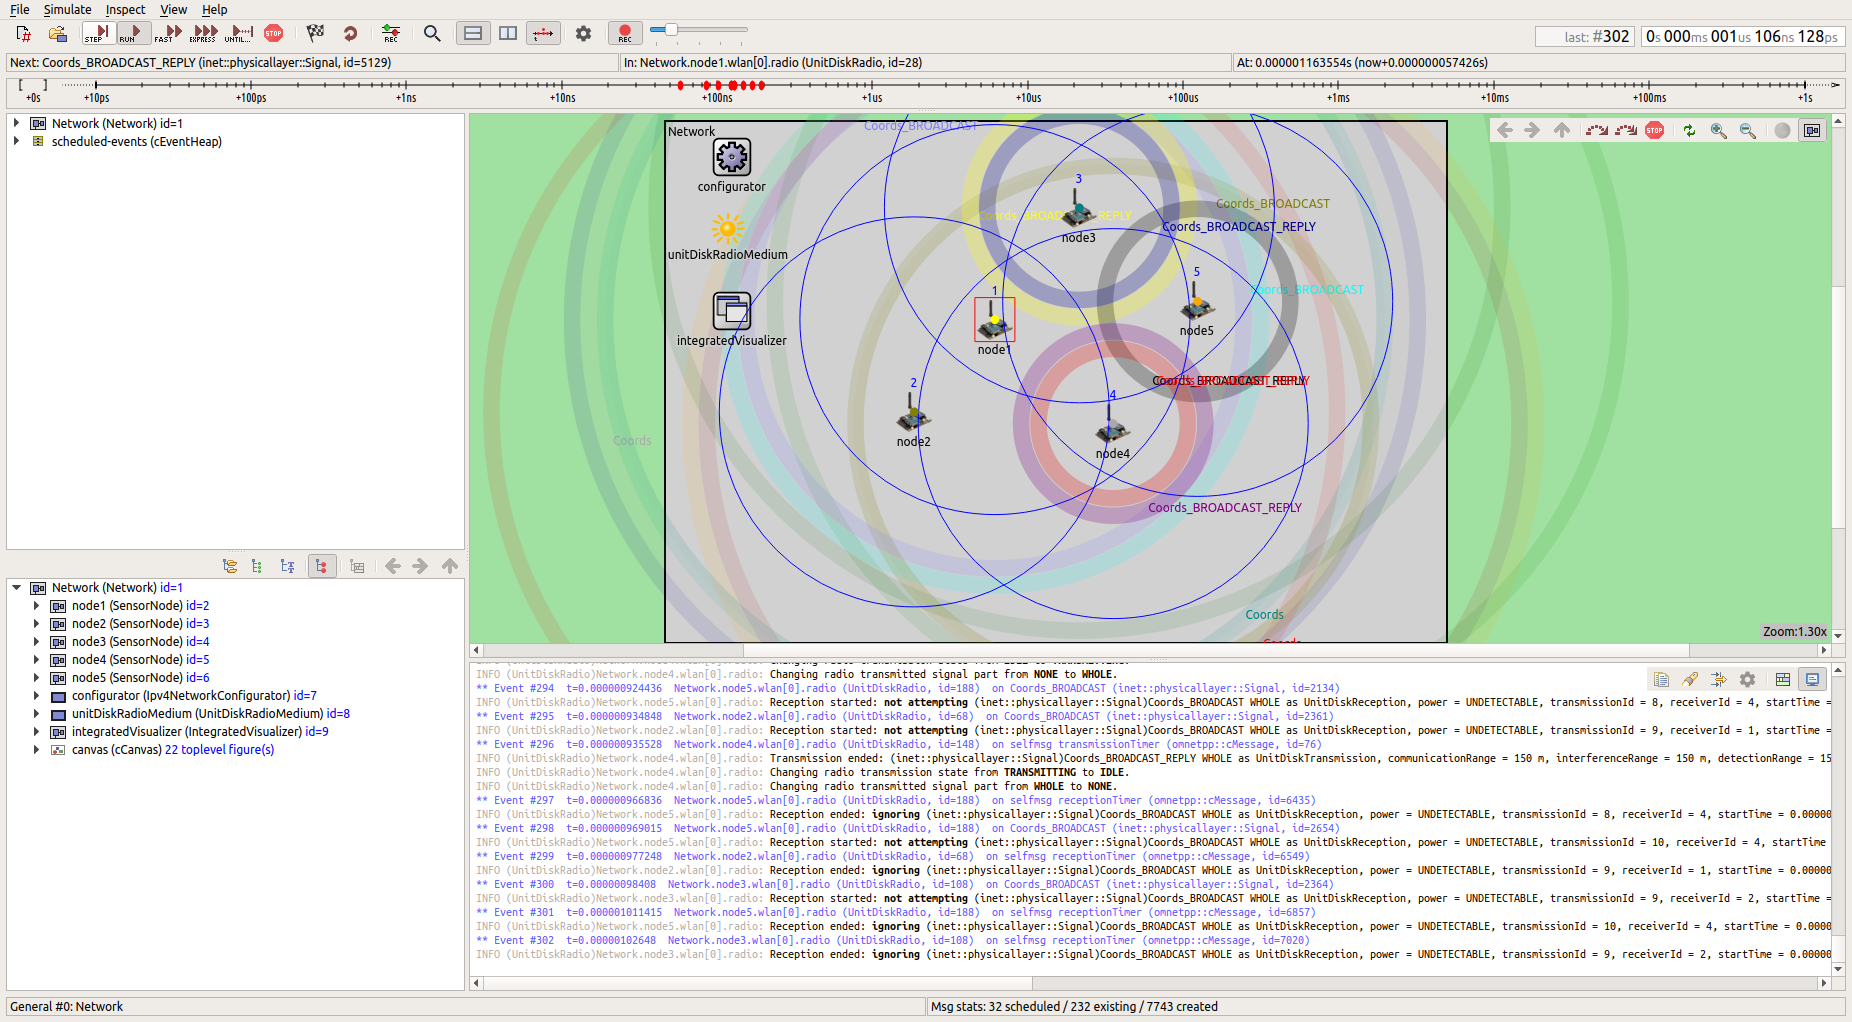 File Simulate Inspect View Help
STEP RUN FAST EXPRESS UNTIL... STOP REC REC
last: #302 0s 000ms 001us 106ns 128ps
Next: Coords_BROADCAST_REPLY (inet::physicallayer::Signal, id=5129) In: Network.node1.wlan[0].radio (UnitDiskRadio, id=28) At: 0.000001163554s (now+0.000000057426s)
+0s +10ps +100ps +1ns +10ns +100ns +1us +10us +100us +1ms +10ms +100ms +1s
Network (Network) id=1
scheduled-events (cEventHeap)
Network (Network) id=1
node1 (SensorNode) id=2
node2 (SensorNode) id=3
node3 (SensorNode) id=4
node4 (SensorNode) id=5
node5 (SensorNode) id=6
configurator (Ipv4NetworkConfigurator) id=7
unitDiskRadioMedium (UnitDiskRadioMedium) id=8
integratedVisualizer (IntegratedVisualizer) id=9
canvas (cCanvas) 22 toplevel figure(s)
Network
Coords_BROADCAST
STOP
configurator
3
Coords_BROADCAST
Coords_BROADCAST_REPLY
Coords_BROADCAST_REPLY
node3
unitDiskRadioMedium
5
Coords_BROADCAST
1
node5
integratedVisualizer
node1
2
Coords_BROADCAST_REPLY
4
node2
Coords
node4
Coords_BROADCAST_REPLY
Coords
Coords
Zoom:1.30x
INFO (UnitDiskRadio)Network.node4.wlan[0].radio: Changing radio transmitted signal part from NONE to WHOLE.
** Event #294 t=0.000000924436 Network.node5.wlan[0].radio (UnitDiskRadio, id=188) on Coords_BROADCAST (inet::physicallayer::Signal, id=2134)
INFO (UnitDiskRadio)Network.node5.wlan[0].radio: Reception started: not attempting (inet::physicallayer::Signal)Coords_BROADCAST WHOLE as UnitDiskReception, power = UNDETECTABLE, transmissionId = 8, receiverId = 4, startTime =
** Event #295 t=0.000000934848 Network.node2.wlan[0].radio (UnitDiskRadio, id=68) on Coords_BROADCAST (inet::physicallayer::Signal, id=2361)
INFO (UnitDiskRadio)Network.node2.wlan[0].radio: Reception started: not attempting (inet::physicallayer::Signal)Coords_BROADCAST WHOLE as UnitDiskReception, power = UNDETECTABLE, transmissionId = 9, receiverId = 1, startTime =
** Event #296 t=0.000000935528 Network.node4.wlan[0].radio (UnitDiskRadio, id=148) on selfmsg transmissionTimer (omnetpp::cMessage, id=76)
INFO (UnitDiskRadio)Network.node4.wlan[0].radio: Transmission ended: (inet::physicallayer::Signal)Coords_BROADCAST_REPLY WHOLE as UnitDiskTransmission, communicationRange = 150 m, interferenceRange = 150 m, detectionRange = 15
INFO (UnitDiskRadio)Network.node4.wlan[0].radio: Changing radio transmission state from TRANSMITTING to IDLE.
INFO (UnitDiskRadio)Network.node4.wlan[0].radio: Changing radio transmitted signal part from WHOLE to NONE.
** Event #297 t=0.000000966836 Network.node5.wlan[0].radio (UnitDiskRadio, id=188) on selfmsg receptionTimer (omnetpp::cMessage, id=6435)
INFO (UnitDiskRadio)Network.node5.wlan[0].radio: Reception ended: ignoring (inet::physicallayer::Signal)Coords_BROADCAST WHOLE as UnitDiskReception, power = UNDETECTABLE, transmissionId = 8, receiverId = 4, startTime = 0.00000
** Event #298 t=0.000000969015 Network.node5.wlan[0].radio (UnitDiskRadio, id=188) on Coords_BROADCAST (inet::physicallayer::Signal, id=2654)
INFO (UnitDiskRadio)Network.node5.wlan[0].radio: Reception started: not attempting (inet::physicallayer::Signal)Coords_BROADCAST WHOLE as UnitDiskReception, power = UNDETECTABLE, transmissionId = 10, receiverId = 4, startTime
** Event #299 t=0.000000977248 Network.node2.wlan[0].radio (UnitDiskRadio, id=68) on selfmsg receptionTimer (omnetpp::cMessage, id=6549)
INFO (UnitDiskRadio)Network.node2.wlan[0].radio: Reception ended: ignoring (inet::physicallayer::Signal)Coords_BROADCAST WHOLE as UnitDiskReception, power = UNDETECTABLE, transmissionId = 9, receiverId = 1, startTime = 0.00000
** Event #300 t=0.00000098408 Network.node3.wlan[0].radio (UnitDiskRadio, id=108) on Coords_BROADCAST (inet::physicallayer::Signal, id=2364)
INFO (UnitDiskRadio)Network.node3.wlan[0].radio: Reception started: not attempting (inet::physicallayer::Signal)Coords_BROADCAST WHOLE as UnitDiskReception, power = UNDETECTABLE, transmissionId = 9, receiverId = 2, startTime =
** Event #301 t=0.000001011415 Network.node5.wlan[0].radio (UnitDiskRadio, id=188) on selfmsg receptionTimer (omnetpp::cMessage, id=6857)
INFO (UnitDiskRadio)Network.node5.wlan[0].radio: Reception ended: ignoring (inet::physicallayer::Signal)Coords_BROADCAST WHOLE as UnitDiskReception, power = UNDETECTABLE, transmissionId = 10, receiverId = 4, startTime = 0.0000
** Event #302 t=0.00000102648 Network.node3.wlan[0].radio (UnitDiskRadio, id=108) on selfmsg receptionTimer (omnetpp::cMessage, id=7020)
INFO (UnitDiskRadio)Network.node3.wlan[0].radio: Reception ended: ignoring (inet::physicallayer::Signal)Coords_BROADCAST WHOLE as UnitDiskReception, power = UNDETECTABLE, transmissionId = 9, receiverId = 2, startTime = 0.00000
General #0: Network Msg stats: 32 scheduled / 232 existing / 7743 created